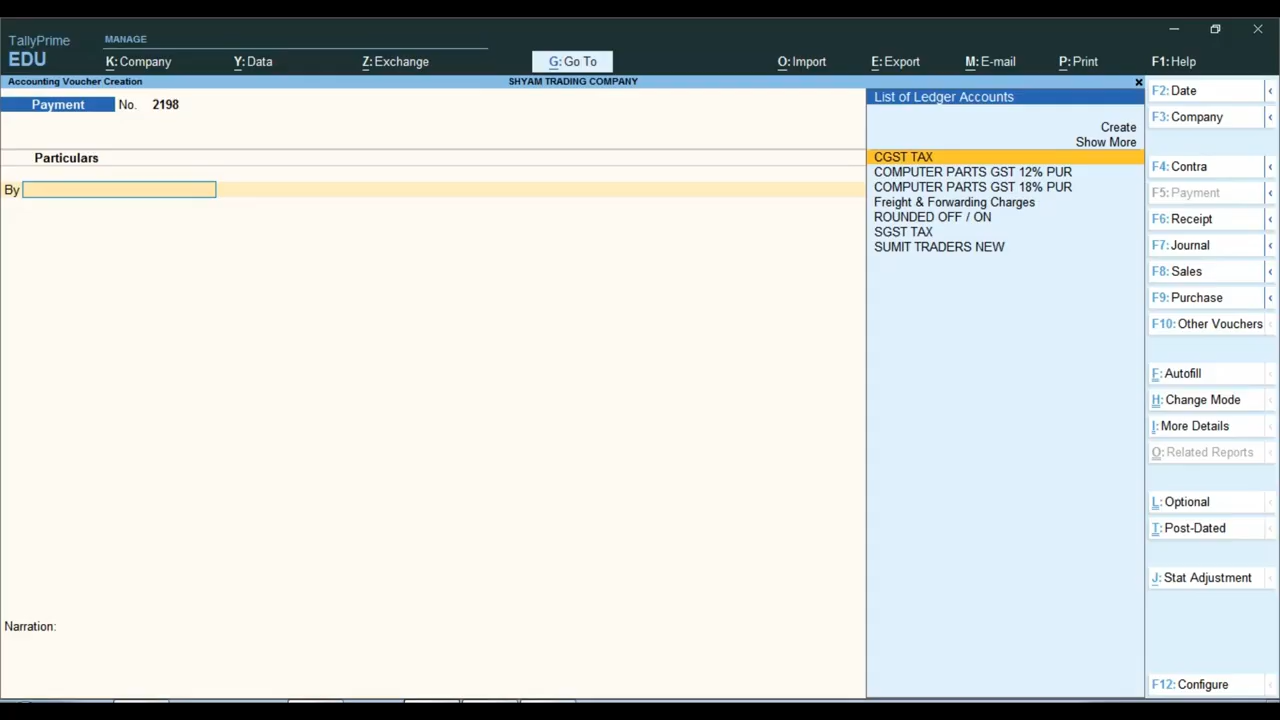 TallyPrime
EDU
MANAGE
K: Company
Y: Data
Z: Exchange
G: Go To
O: Import
E: Export
M: E-mail
P: Print
F1: Help
Accounting Voucher Creation
SHYAM TRADING COMPANY
Payment No. 2198
Particulars
By
Narration:
List of Ledger Accounts
Create
Show More
CGST TAX
COMPUTER PARTS GST 12% PUR
COMPUTER PARTS GST 18% PUR
Freight & Forwarding Charges
ROUNDED OFF / ON
SGST TAX
SUMIT TRADERS NEW
F2: Date
F3: Company
F4: Contra
F5: Payment
F6: Receipt
F7: Journal
F8: Sales
F9: Purchase
F10: Other Vouchers
F: Autofill
H: Change Mode
I: More Details
O: Related Reports
L: Optional
T: Post-Dated
J: Stat Adjustment
F12: Configure